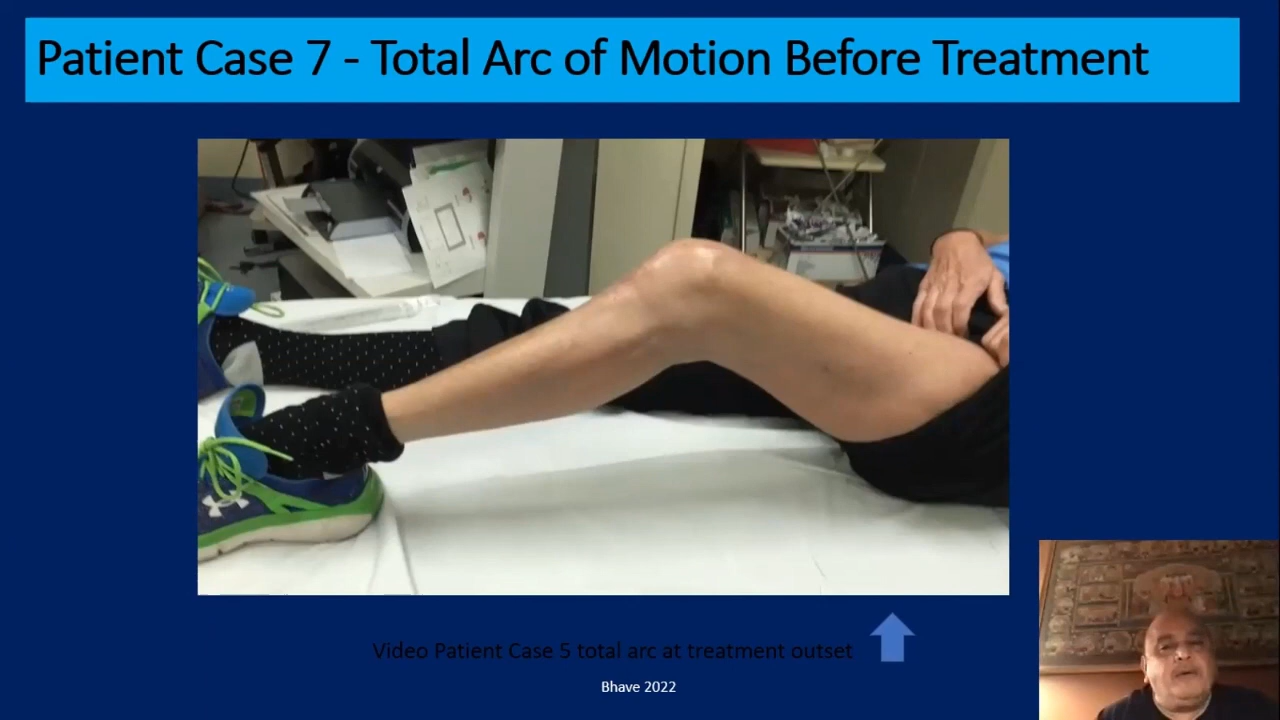 Patient Case 7 - Total Arc of Motion Before Treatment
Video Patient Case 5 total arc at treatment outset
Bhave 2022